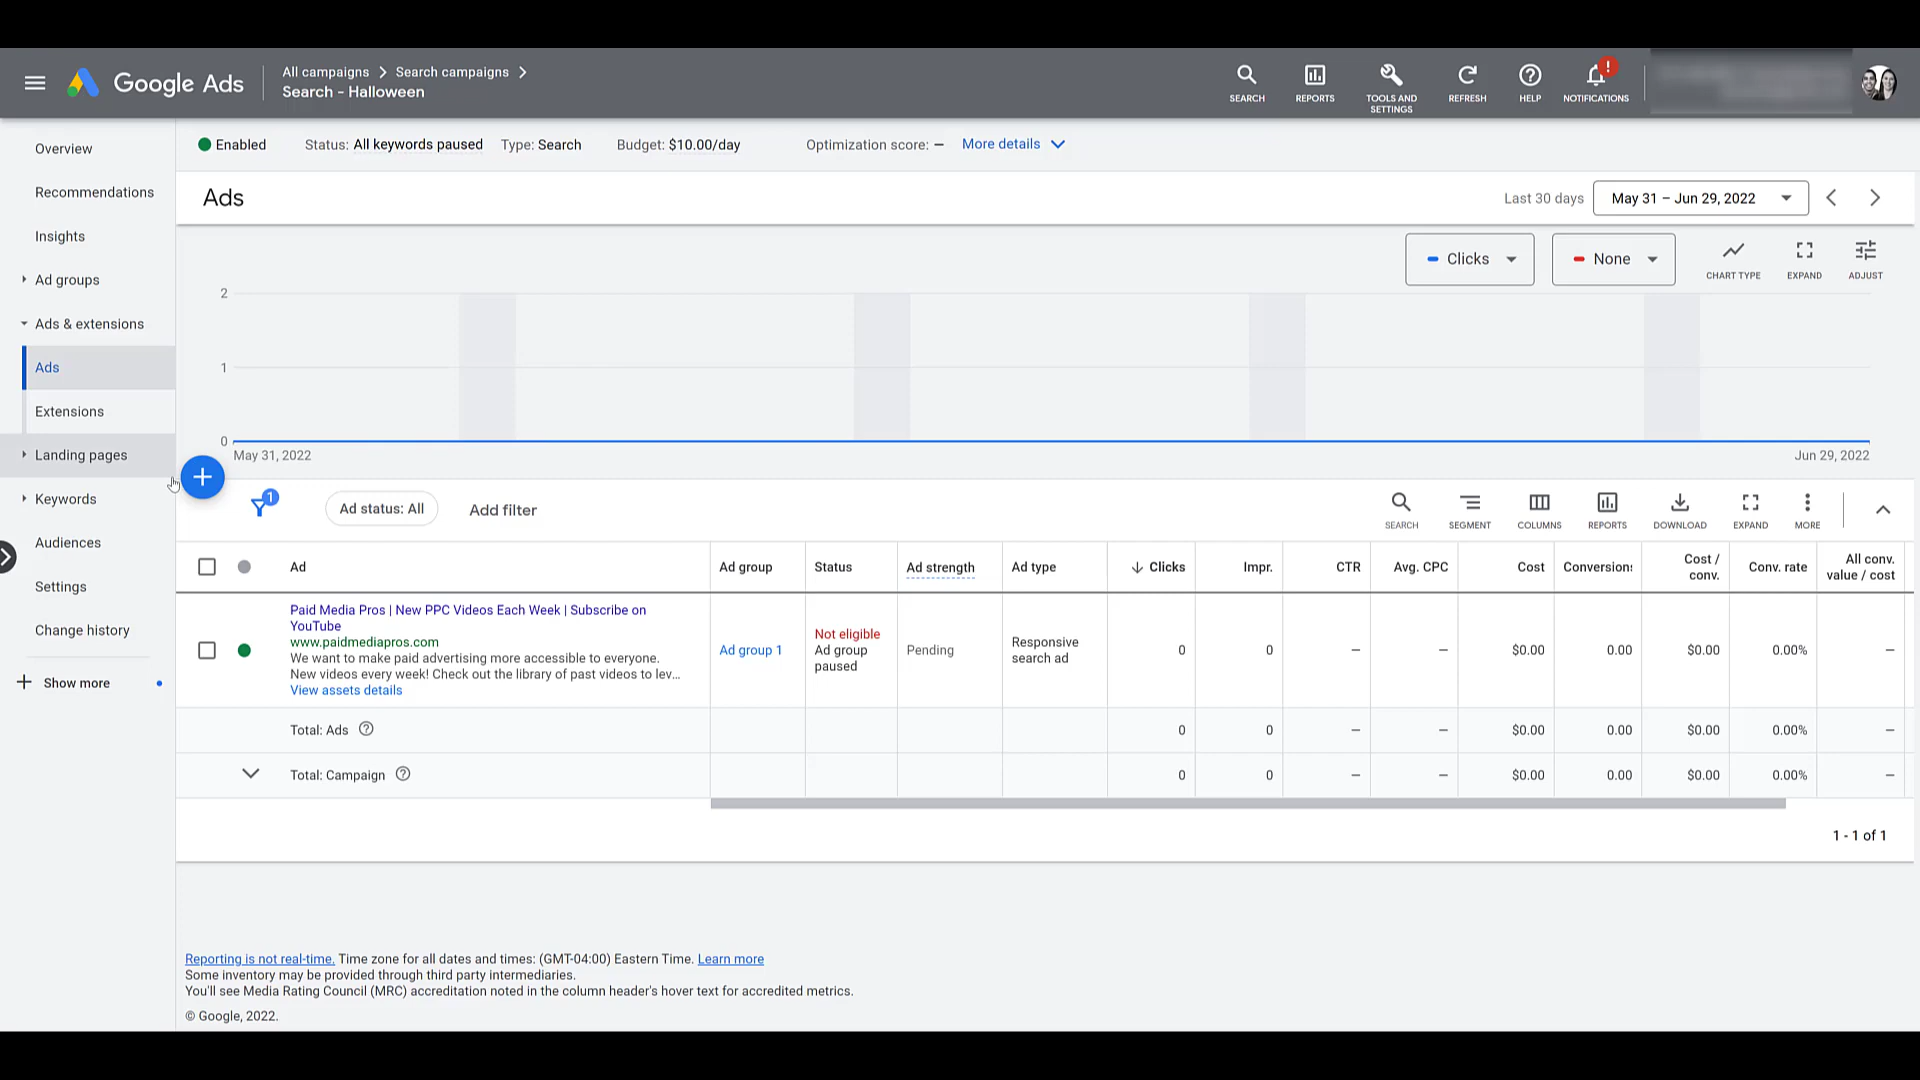 Google Ads
All campaigns > Search campaigns >
Search - Halloween
SEARCH
REPORTS
TOOLS AND
SETTINGS
REFRESH
HELP
!
NOTIFICATIONS
Overview
Recommendations
Insights
Ad groups
Ads & extensions
Ads
Extensions
Landing pages
Keywords
Audiences
Settings
Change history
Show more
Enabled Status: All keywords paused Type: Search Budget: $10.00/day Optimization score: – More details
Ads
Last 30 days May 31 – Jun 29, 2022
Clicks None
CHART TYPE EXPAND ADJUST
2
1
0
May 31, 2022 Jun 29, 2022
1
Ad status: All Add filter
SEARCH SEGMENT COLUMNS REPORTS DOWNLOAD EXPAND MORE
Ad Ad group Status Ad strength Ad type Clicks Impr. CTR Avg. CPC Cost Conversions Cost / conv. Conv. rate All conv. value / cost
Paid Media Pros | New PPC Videos Each Week | Subscribe on
YouTube
www.paidmediapros.com
We want to make paid advertising more accessible to everyone.
New videos every week! Check out the library of past videos to lev...
View assets details
Ad group 1
Not eligible
Ad group
paused
Pending
Responsive
search ad
0 0 – – $0.00 0.00 $0.00 0.00% –
Total: Ads 0 0 – – $0.00 0.00 $0.00 0.00% –
Total: Campaign 0 0 – – $0.00 0.00 $0.00 0.00% –
1 - 1 of 1
Reporting is not real-time. Time zone for all dates and times: (GMT-04:00) Eastern Time. Learn more
Some inventory may be provided through third party intermediaries.
You'll see Media Rating Council (MRC) accreditation noted in the column header's hover text for accredited metrics.
© Google, 2022.